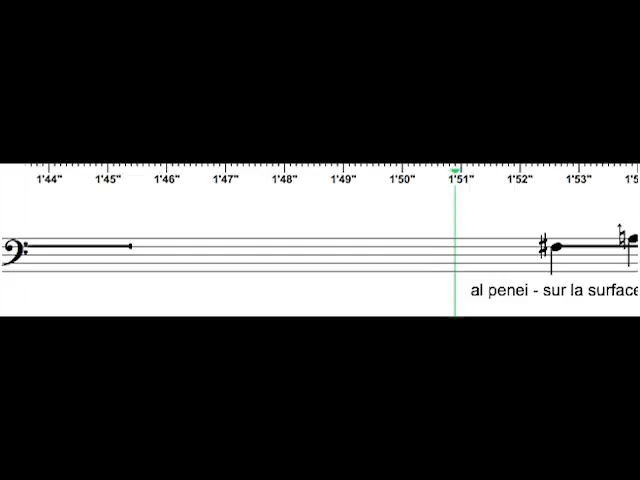 1'44" 1'45" 1'46" 1'47" 1'48" 1'49" 1'50" 1'51" 1'52" 1'53"
al penei - sur la surface